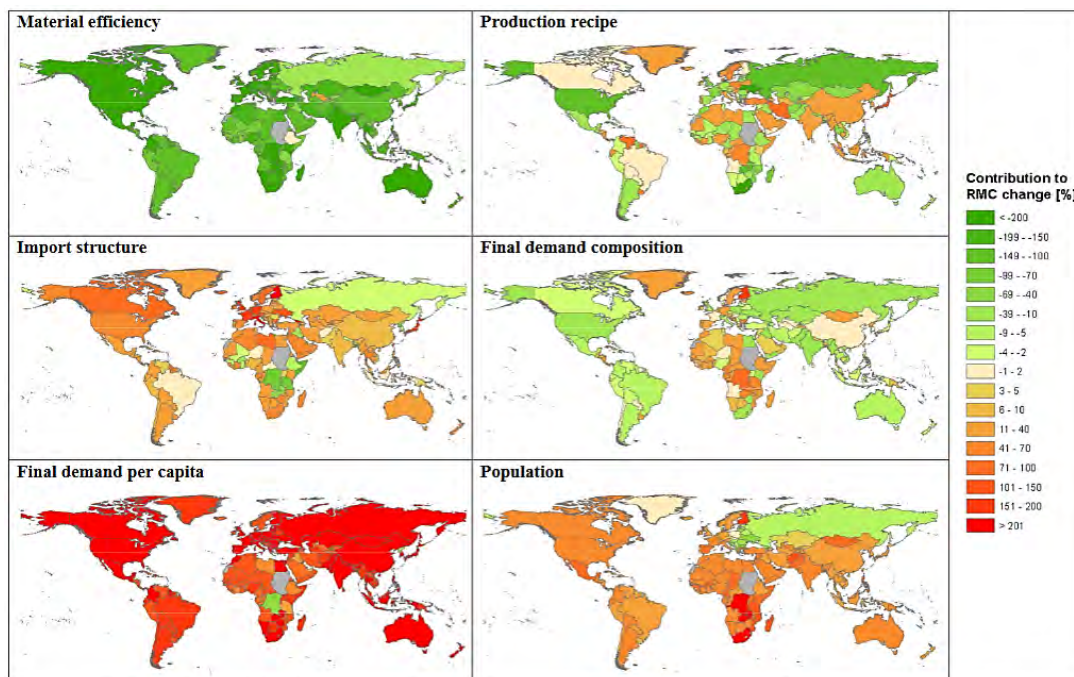 Material efficiency
Production recipe
Import structure
Final demand composition
Final demand per capita
Population
Contribution to
RMC change [%]
< -200
-199 - -150
-149 - -100
-99 - -70
-69 - -40
-39 - -10
-9 - -5
-4 - -2
-1 - 2
3 - 5
6 - 10
11 - 40
41 - 70
71 - 100
101 - 150
151 - 200
> 201